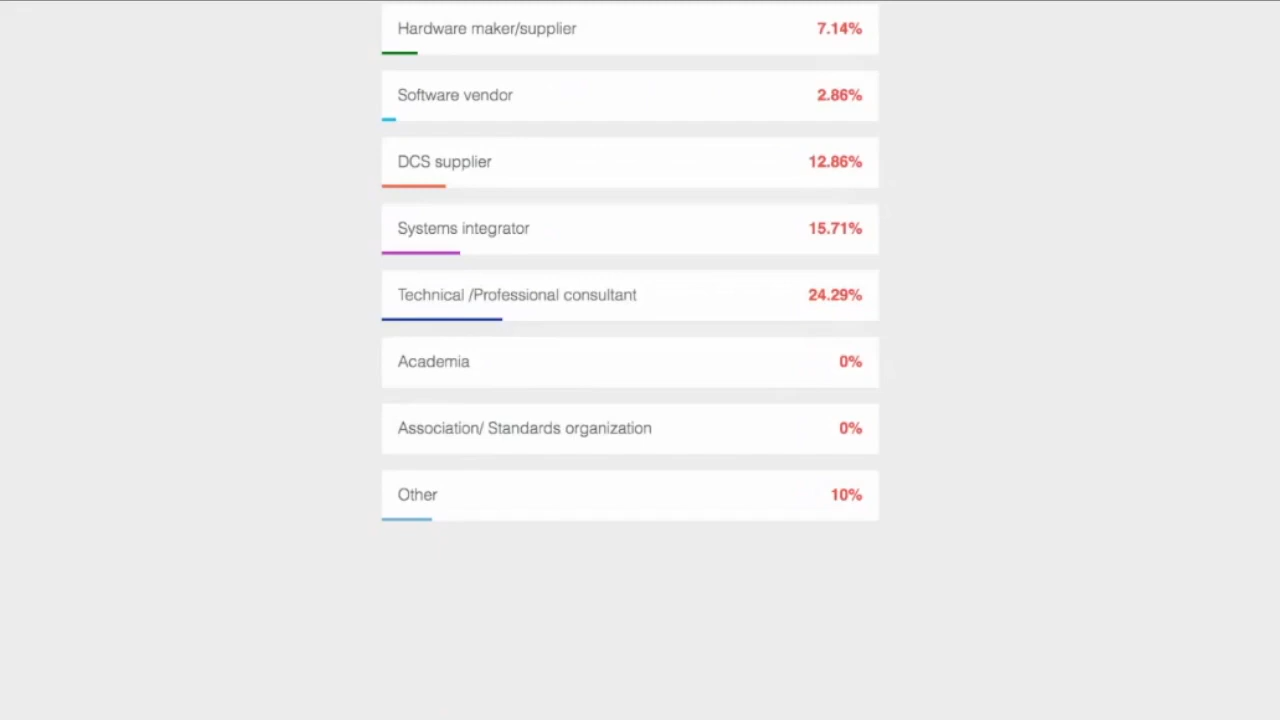 Hardware maker/supplier 7.14%
Software vendor 2.86%
DCS supplier 12.86%
Systems integrator 15.71%
Technical /Professional consultant 24.29%
Academia 0%
Association/ Standards organization 0%
Other 10%